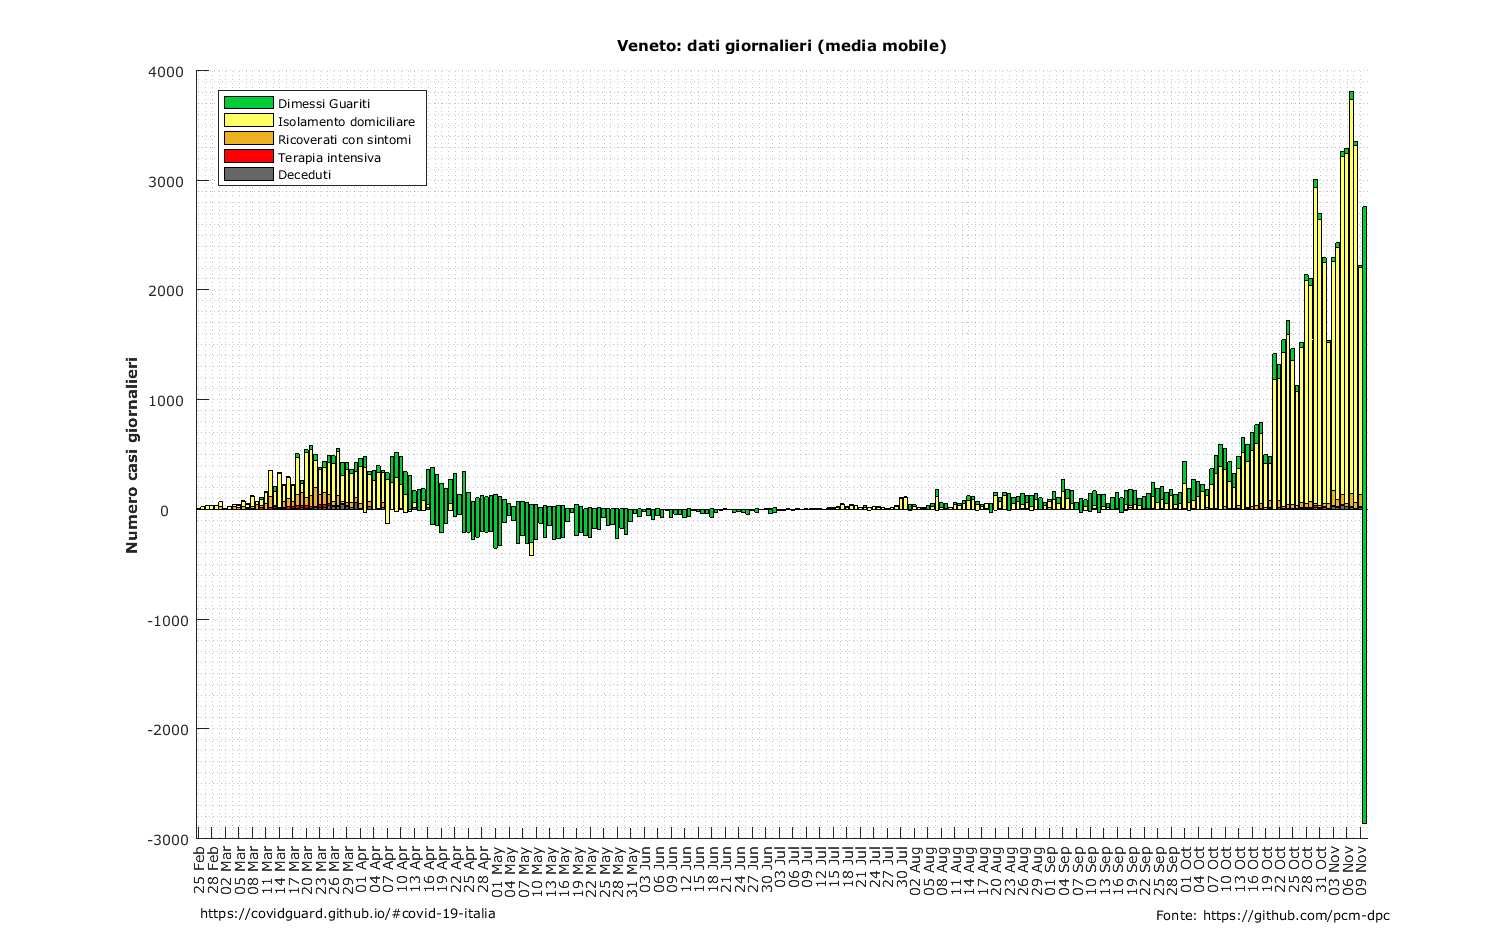 Veneto: dati giornalieri (media mobile)
4000
3000
2000
1000
0
-1000
-2000
-3000
Numero casi giornalieri
Dimessi Guariti
Isolamento domiciliare
Ricoverati con sintomi
Terapia intensiva
Deceduti
25 Feb
28 Feb
02 Mar
05 Mar
08 Mar
11 Mar
14 Mar
17 Mar
20 Mar
23 Mar
26 Mar
29 Mar
01 Apr
04 Apr
07 Apr
10 Apr
13 Apr
16 Apr
19 Apr
22 Apr
25 Apr
28 Apr
01 May
04 May
07 May
10 May
13 May
16 May
19 May
22 May
25 May
28 May
31 May
03 Jun
06 Jun
09 Jun
12 Jun
15 Jun
18 Jun
21 Jun
24 Jun
27 Jun
30 Jun
03 Jul
06 Jul
09 Jul
12 Jul
15 Jul
18 Jul
21 Jul
24 Jul
27 Jul
30 Jul
02 Aug
05 Aug
08 Aug
11 Aug
14 Aug
17 Aug
20 Aug
23 Aug
26 Aug
29 Aug
01 Sep
04 Sep
07 Sep
10 Sep
13 Sep
16 Sep
19 Sep
22 Sep
25 Sep
28 Sep
01 Oct
04 Oct
07 Oct
10 Oct
13 Oct
16 Oct
19 Oct
22 Oct
25 Oct
28 Oct
31 Oct
03 Nov
06 Nov
09 Nov
https://covidguard.github.io/#covid-19-italia
Fonte: https://github.com/pcm-dpc